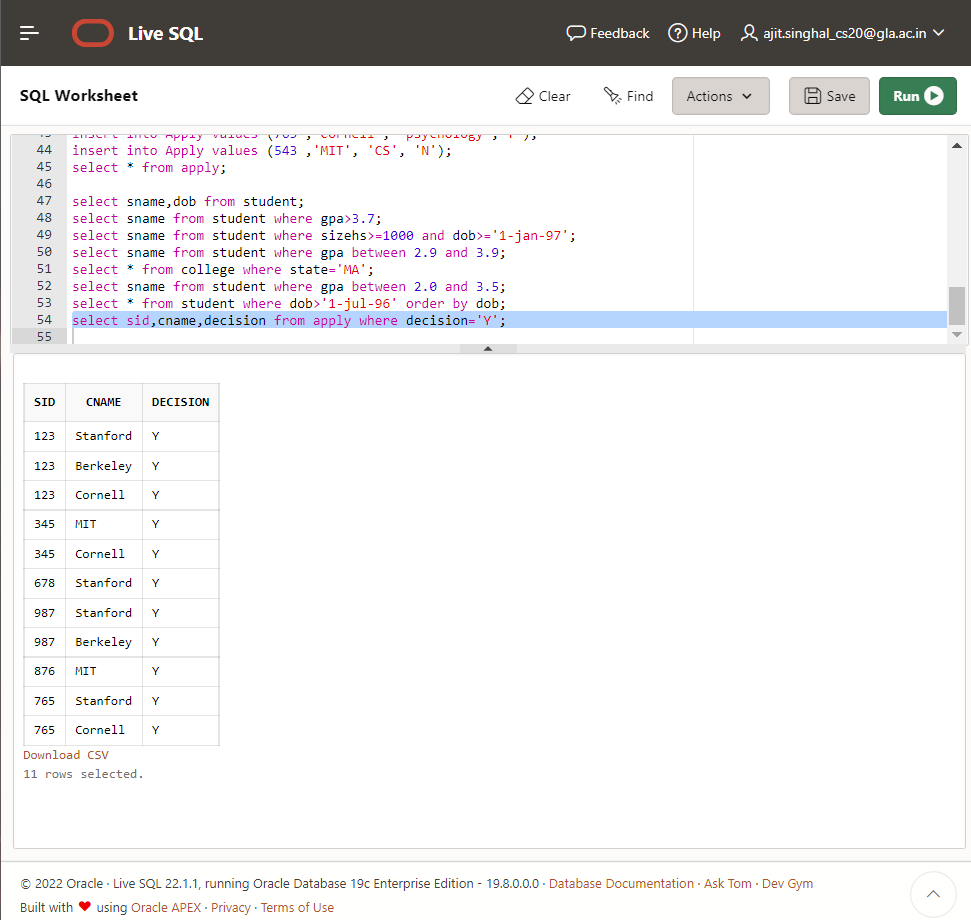 Live SQL Feedback Help ajit.singhal_cs20@gla.ac.in
SQL Worksheet Clear Find Actions Save Run
44 insert into Apply values (543 ,'MIT', 'CS', 'N');
45 select * from apply;
46
47 select sname,dob from student;
48 select sname from student where gpa>3.7;
49 select sname from student where sizehs>=1000 and dob>='1-jan-97';
50 select sname from student where gpa between 2.9 and 3.9;
51 select * from college where state='MA';
52 select sname from student where gpa between 2.0 and 3.5;
53 select * from student where dob>'1-jul-96' order by dob;
54 select sid,cname,decision from apply where decision='Y';
55
SID CNAME DECISION
123 Stanford Y
123 Berkeley Y
123 Cornell Y
345 MIT Y
345 Cornell Y
678 Stanford Y
987 Stanford Y
987 Berkeley Y
876 MIT Y
765 Stanford Y
765 Cornell Y
Download CSV
11 rows selected.
© 2022 Oracle · Live SQL 22.1.1, running Oracle Database 19c Enterprise Edition - 19.8.0.0.0 · Database Documentation · Ask Tom · Dev Gym
Built with ♥ using Oracle APEX · Privacy · Terms of Use